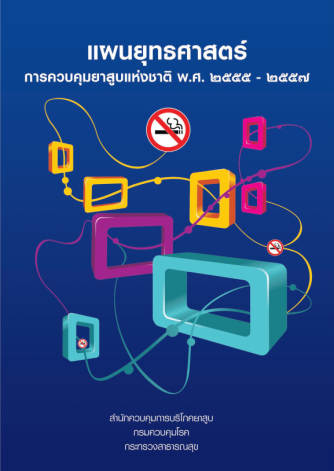 แผนยุทธศาสตร์
การควบคุมยาสูบแห่งชาติ พ.ศ. ๒๕๕๕ - ๒๕๕๗
สำนักควบคุมการบริโภคยาสูบ
กรมควบคุมโรค
กระทรวงสาธารณสุข